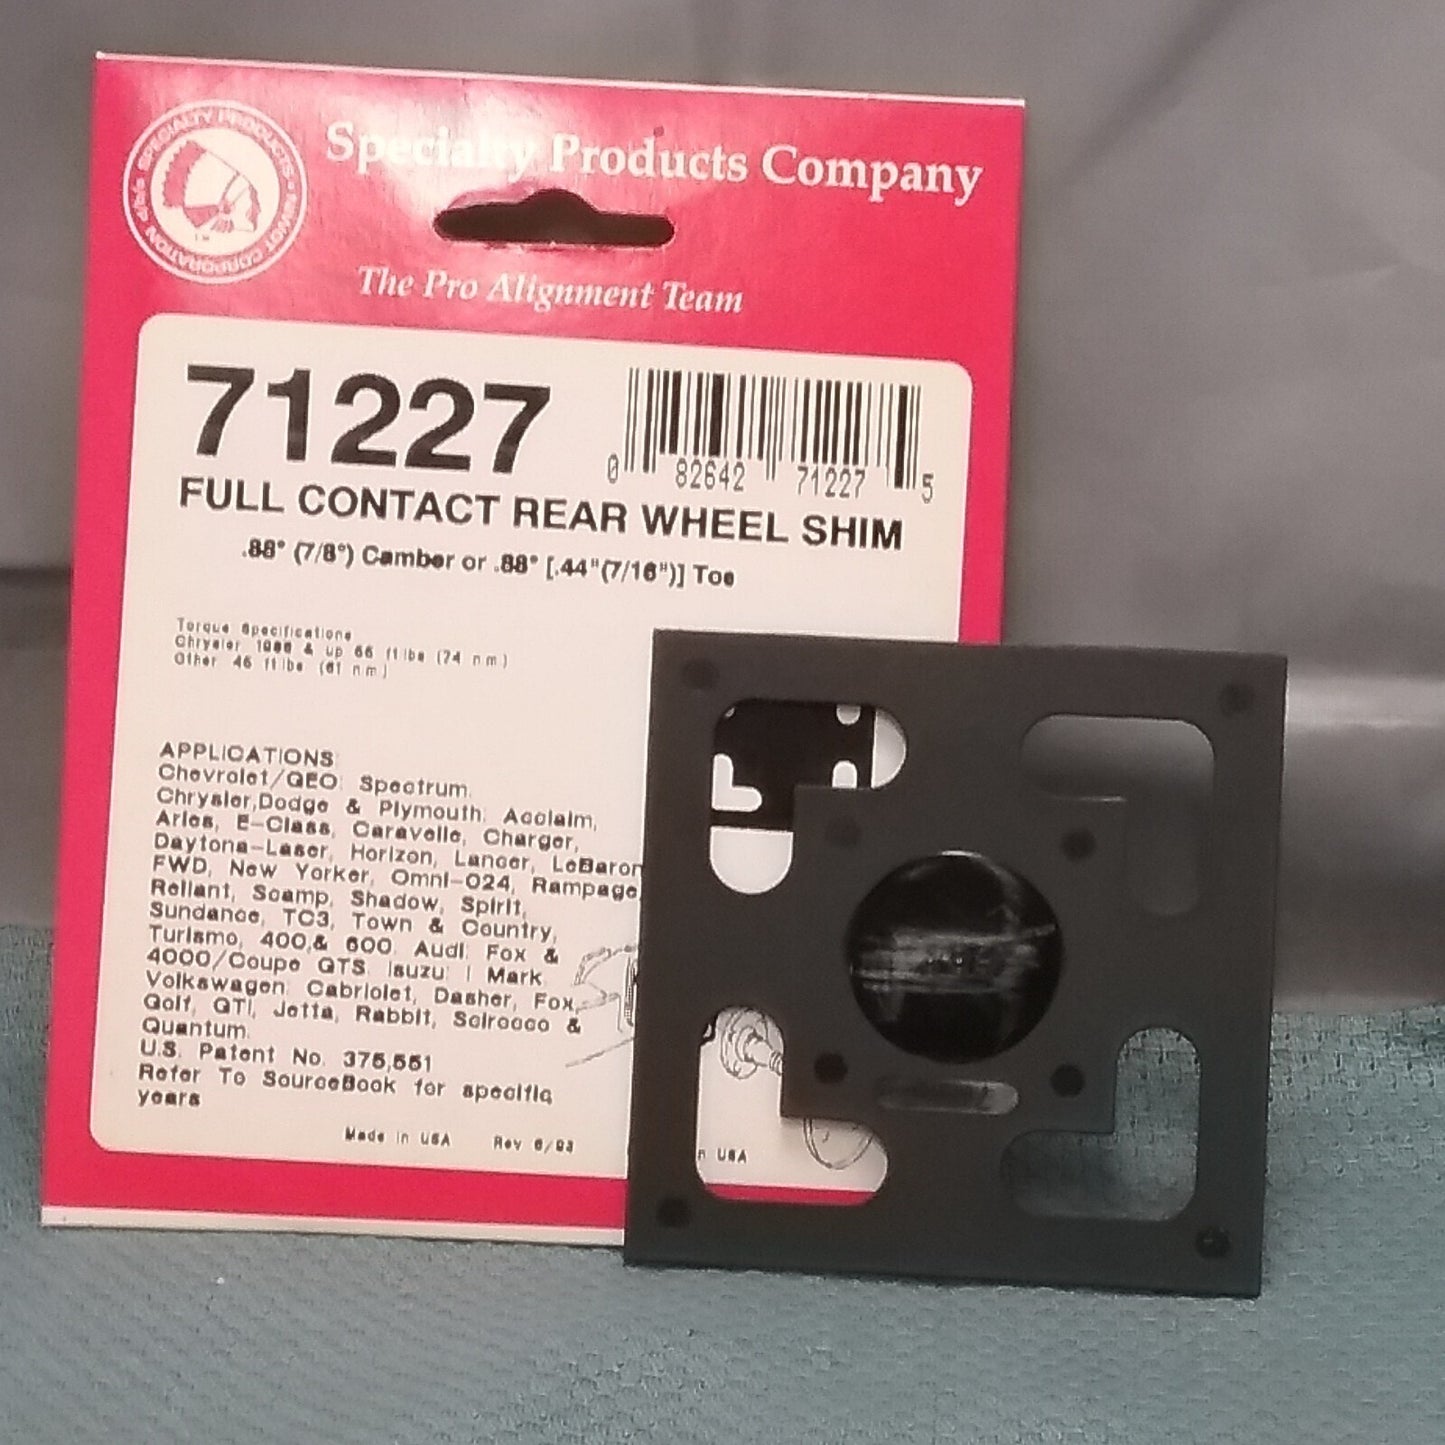 SPECIALTY PRODUCTS
Specialty Products Company
The Pro Alignment Team
71227
0 82642 71227 5
FULL CONTACT REAR WHEEL SHIM
.88° (7/8°) Camber or .88° [.44"(7/16")] Toe
Torque Specifications
Chrysler 1986 & up 66 ft lbs (74 n m)
Other 45 ft lbs (61 n m)
APPLICATIONS:
Chevrolet/GEO: Spectrum.
Chrysler,Dodge & Plymouth: Acclaim,
Aries, E-Class, Caravelle, Charger,
Daytona-Laser, Horizon, Lancer, LeBaron
FWD, New Yorker, Omni-024, Rampage,
Reliant, Scamp, Shadow, Spirit,
Sundance, TC3, Town & Country,
Turismo, 400,& 600. Audi: Fox &
4000/Coupe GTS. Isuzu: I Mark.
Volkswagen: Cabriolet, Dasher, Fox,
Golf, GTI, Jetta, Rabbit, Scirocco &
Quantum.
U.S. Patent No. 375,551
Refer To SourceBook for specific
years
Made in USA Rev 6/93
USA